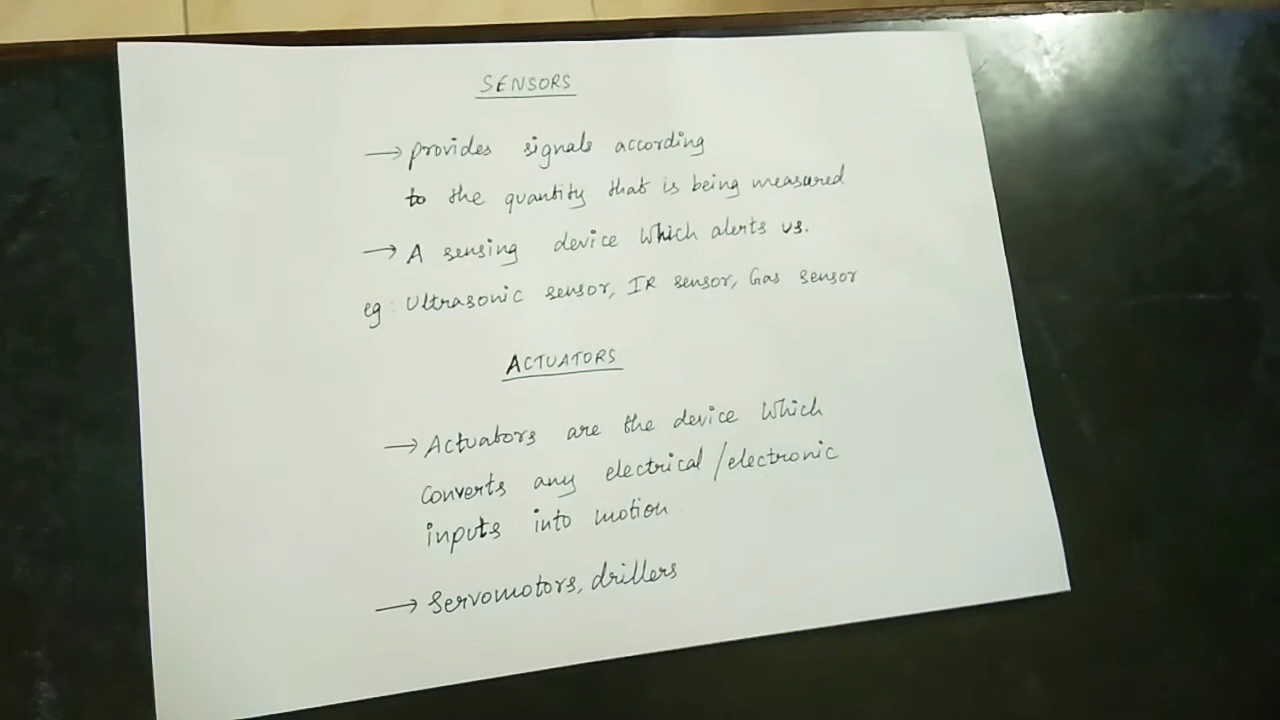 SENSORS
→ provides signals according
to the quantity that is being measured
→ A sensing device which alerts us.
eg: Ultrasonic sensor, IR sensor, Gas sensor
ACTUATORS
→ Actuators are the device which
converts any electrical/electronic
inputs into motion
→ Servomotors, drillers